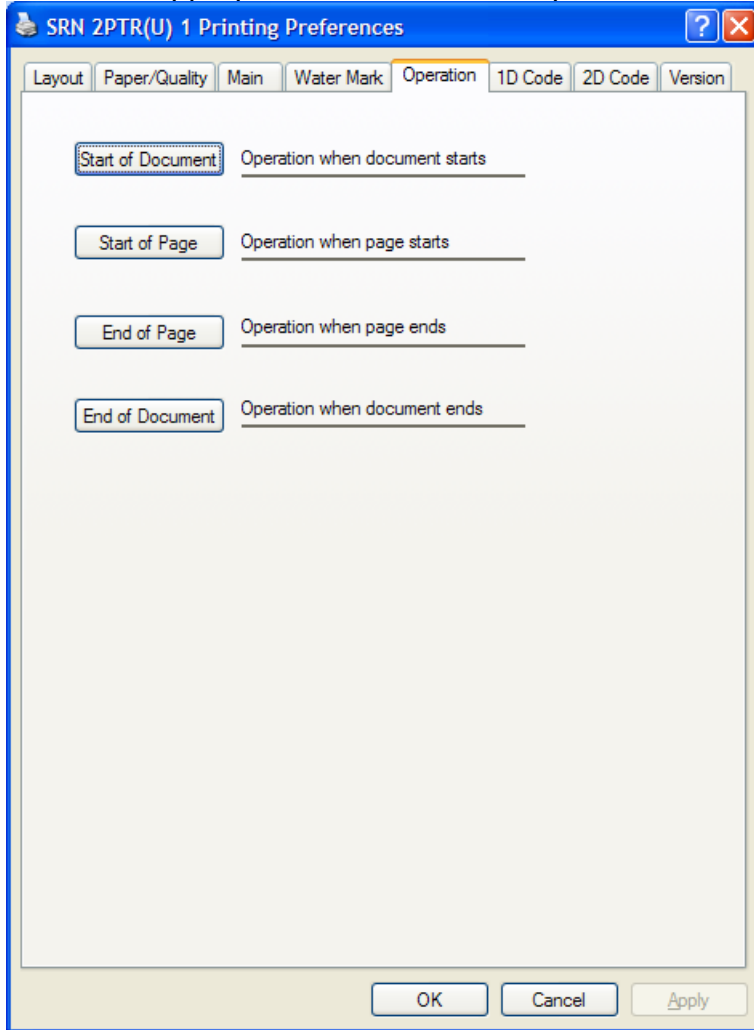 SRN 2PTR(U) 1 Printing Preferences
Layout Paper/Quality Main Water Mark Operation 1D Code 2D Code Version
Start of Document Operation when document starts
Start of Page Operation when page starts
End of Page Operation when page ends
End of Document Operation when document ends
OK Cancel Apply